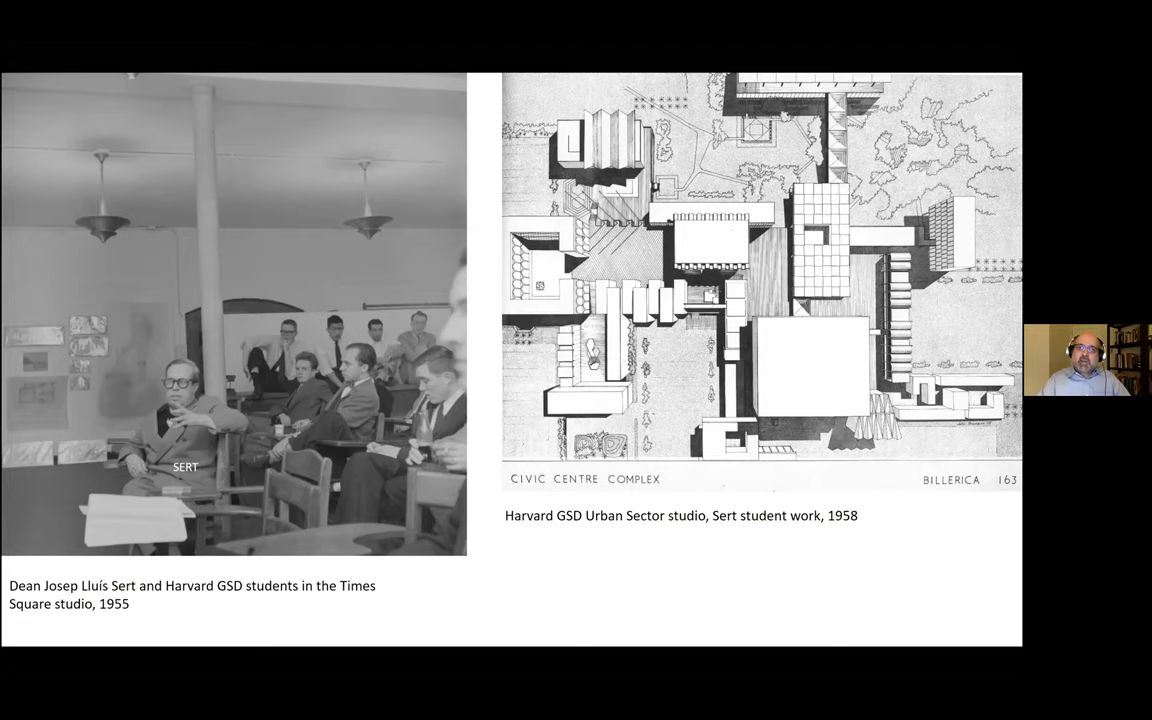 SERT
Dean Josep Lluís Sert and Harvard GSD students in the Times
Square studio, 1955
CIVIC CENTRE COMPLEX
BILLERICA 163
Harvard GSD Urban Sector studio, Sert student work, 1958